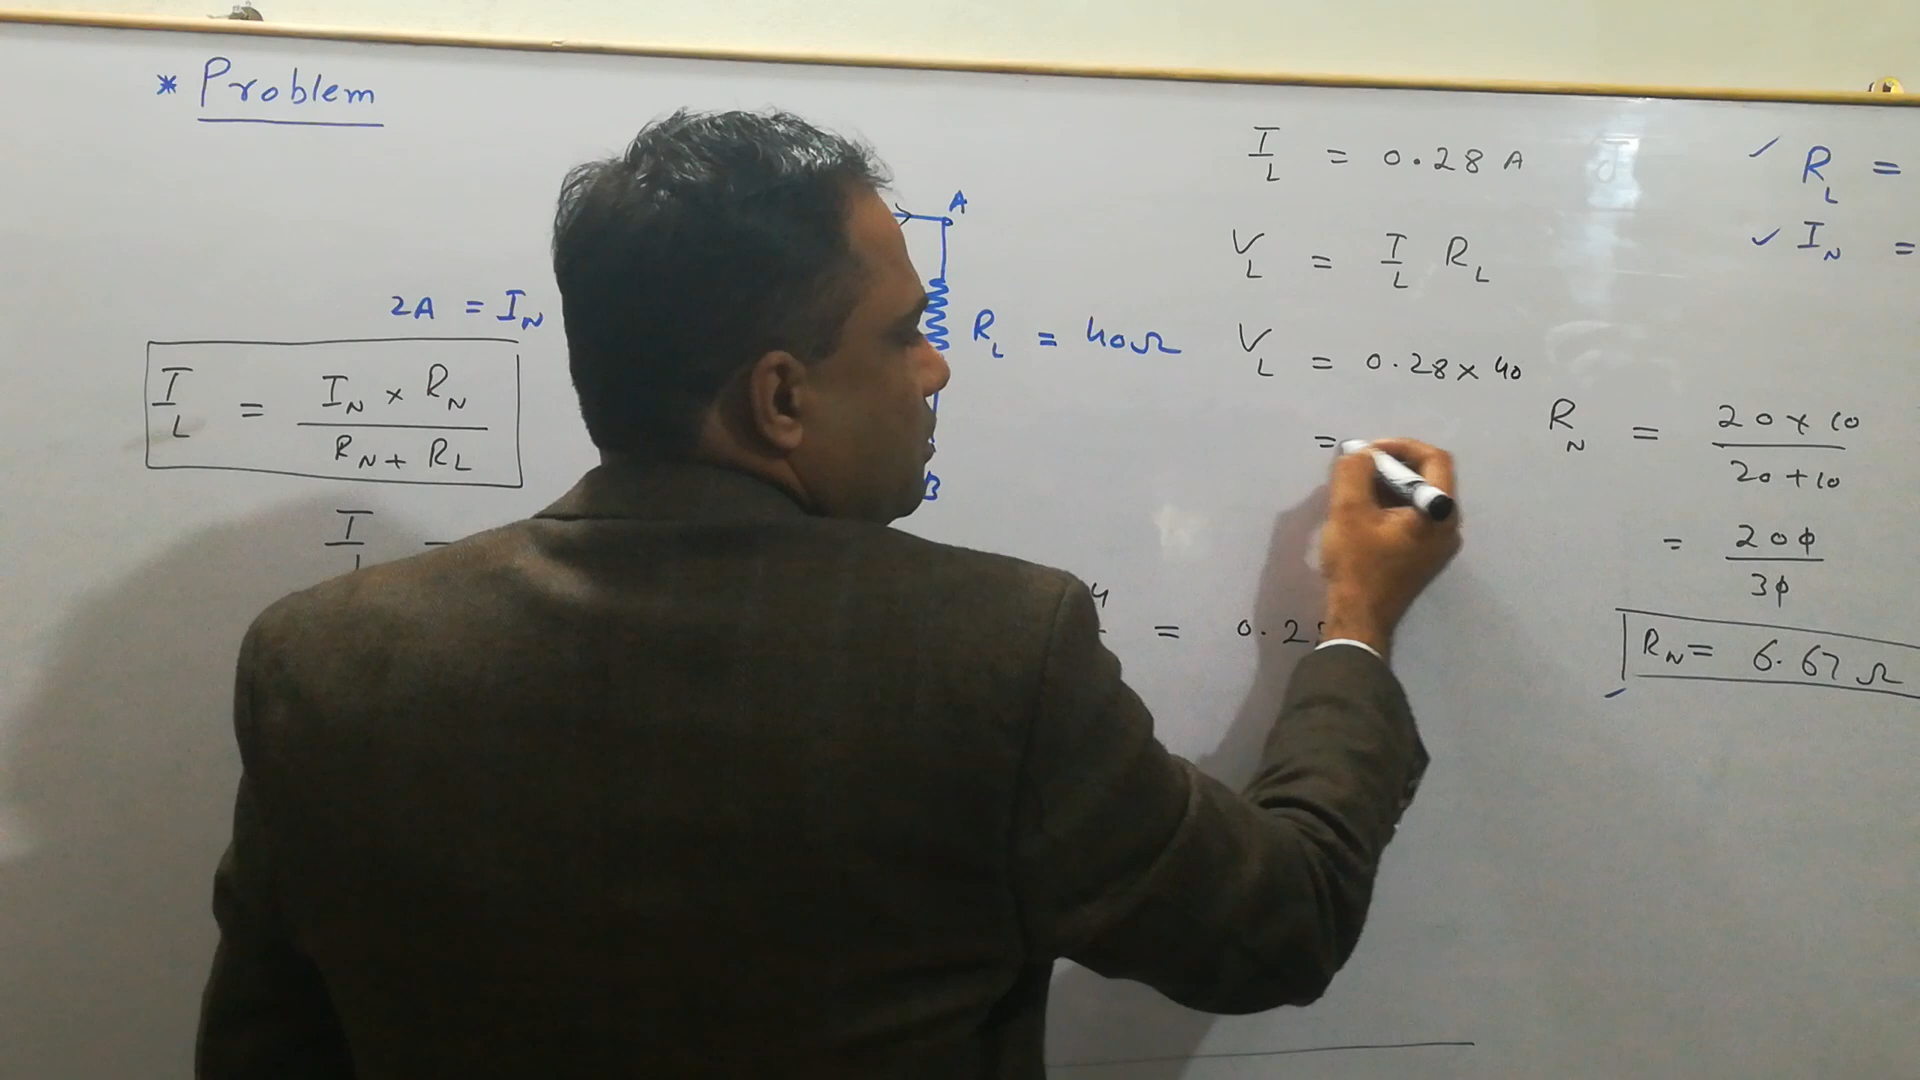 * Problem
2A = I_N
I_L = (I_N × R_N) / (R_N + R_L)
I
A
R_L = 40Ω
B
4
= 0.2
I_L = 0.28 A
V_L = I_L R_L
V_L = 0.28 × 40
=
✓ R_L =
✓ I_N =
R_N = (20 × 10) / (20 + 10)
= 200 / 30
R_N = 6.67 Ω